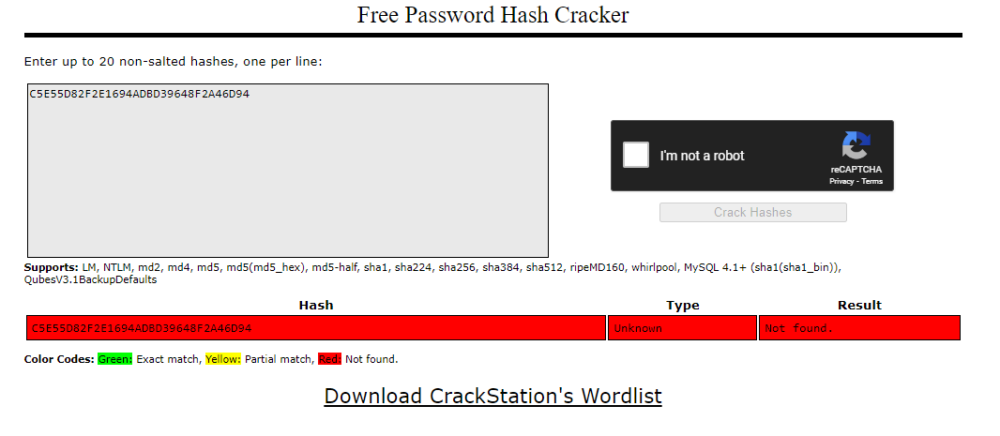 Free Password Hash Cracker
Enter up to 20 non-salted hashes, one per line:
C5E55D82F2E1694ADBD39648F2A46D94
I'm not a robot
reCAPTCHA
Privacy - Terms
Crack Hashes
Supports: LM, NTLM, md2, md4, md5, md5(md5_hex), md5-half, sha1, sha224, sha256, sha384, sha512, ripeMD160, whirlpool, MySQL 4.1+ (sha1(sha1_bin)),
QubesV3.1BackupDefaults
Hash Type Result
C5E55D82F2E1694ADBD39648F2A46D94 Unknown Not found.
Color Codes: Green: Exact match, Yellow: Partial match, Red: Not found.
Download CrackStation's Wordlist